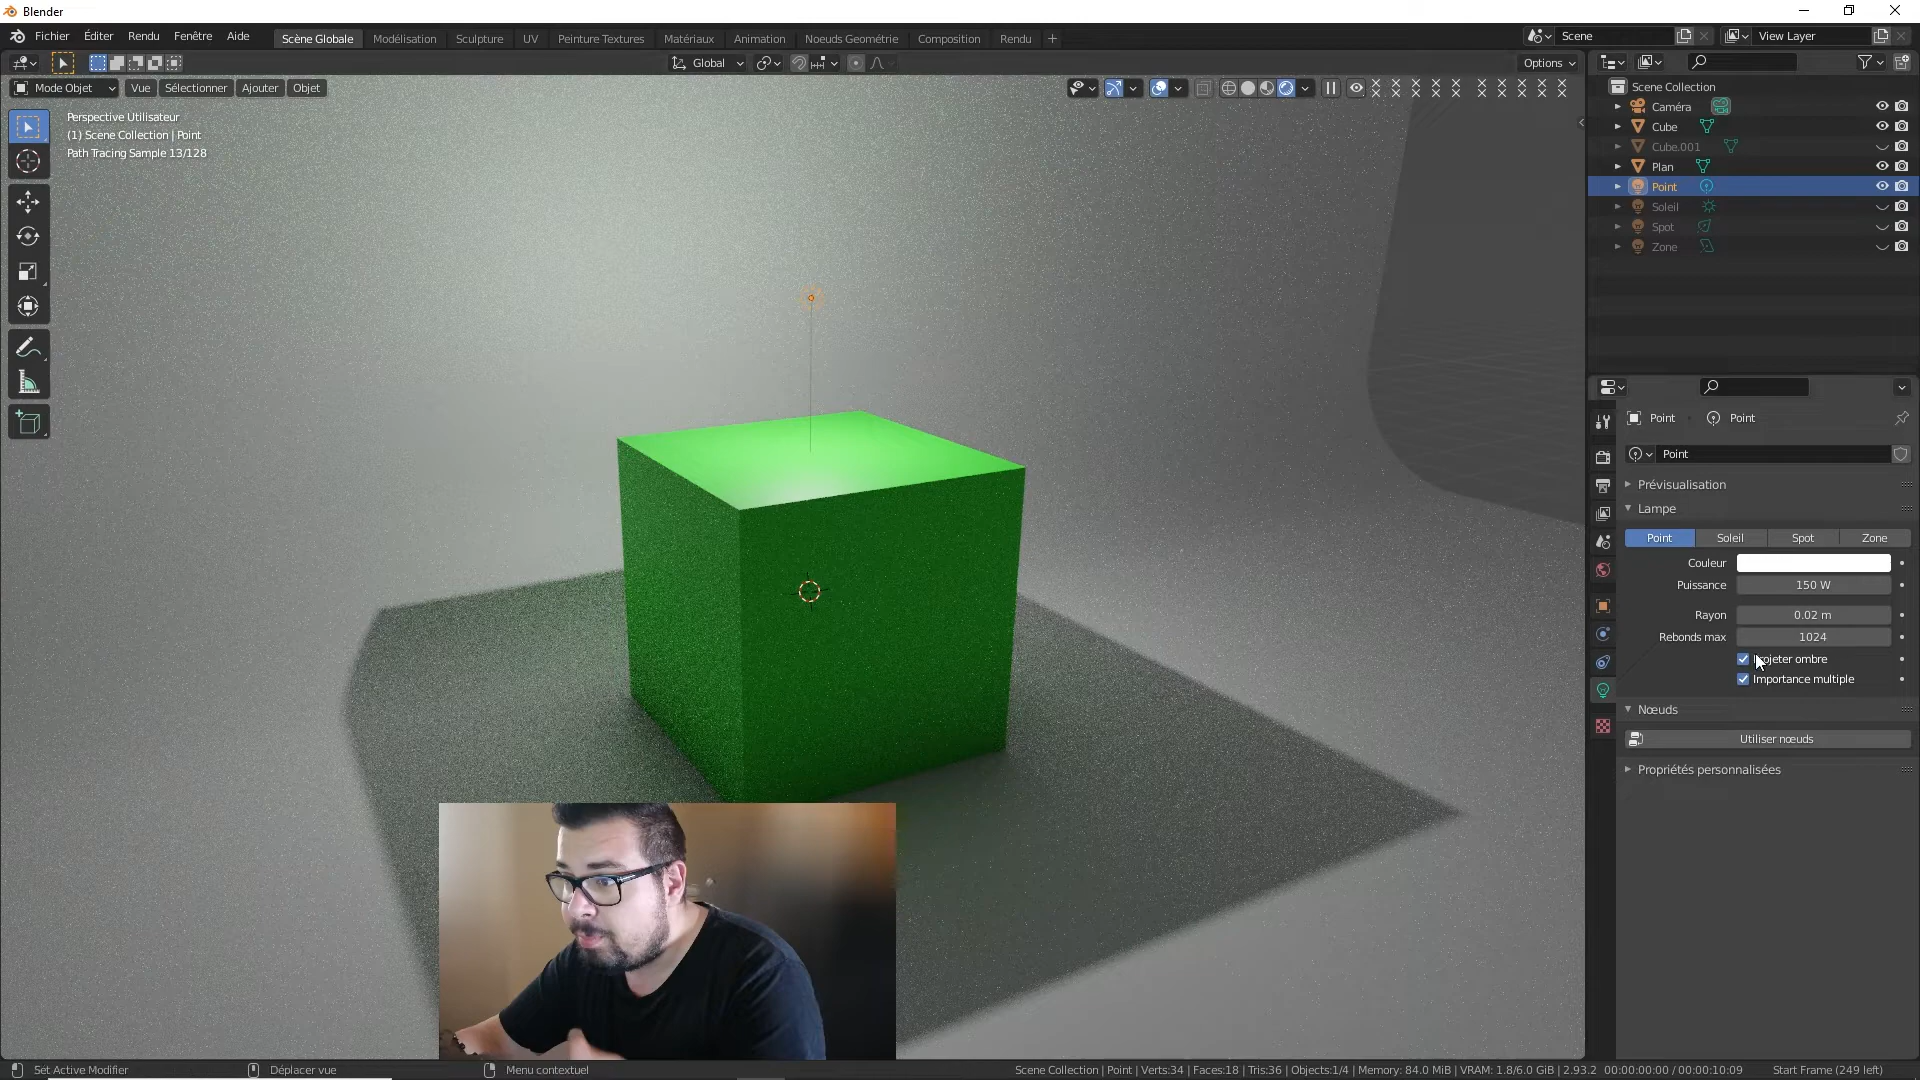 Blender
Fichier Éditer Rendu Fenêtre Aide
Scène Globale Modélisation Sculpture UV Peinture Textures Matériaux Animation Noeuds Géométrie Composition Rendu
Scene View Layer
Global Options
Mode Objet Vue Sélectionner Ajouter Objet
Perspective Utilisateur
(1) Scene Collection | Point
Path Tracing Sample 13/128
Scene Collection
Caméra
Cube
Cube.001
Plan
Point
Soleil
Spot
Zone
Point Point
Point
Prévisualisation
Lampe
Point Soleil Spot Zone
Couleur
Puissance 150 W
Rayon 0.02 m
Rebonds max 1024
ojeter ombre
Importance multiple
Nœuds
Utiliser nœuds
Propriétés personnalisées
Set Active Modifier Déplacer vue Menu contextuel
Scene Collection | Point | Verts:34 | Faces:18 | Tris:36 | Objects:1/4 | Memory: 84.0 MiB | VRAM: 1.8/6.0 GiB | 2.93.2 00:00:00:00 / 00:00:10:09 Start Frame (249 left)